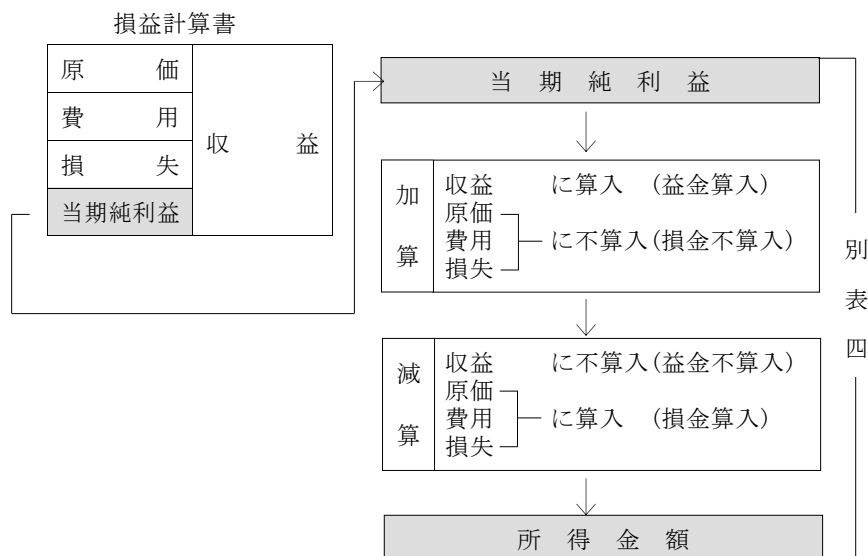 損益計算書
原価
費用
損失
当期純利益
収益
当期純利益
加算
収益 に算入 (益金算入)
原価
費用 に不算入(損金不算入)
損失
減算
収益 に不算入(益金不算入)
原価
費用 に算入 (損金算入)
損失
所得金額
別表四